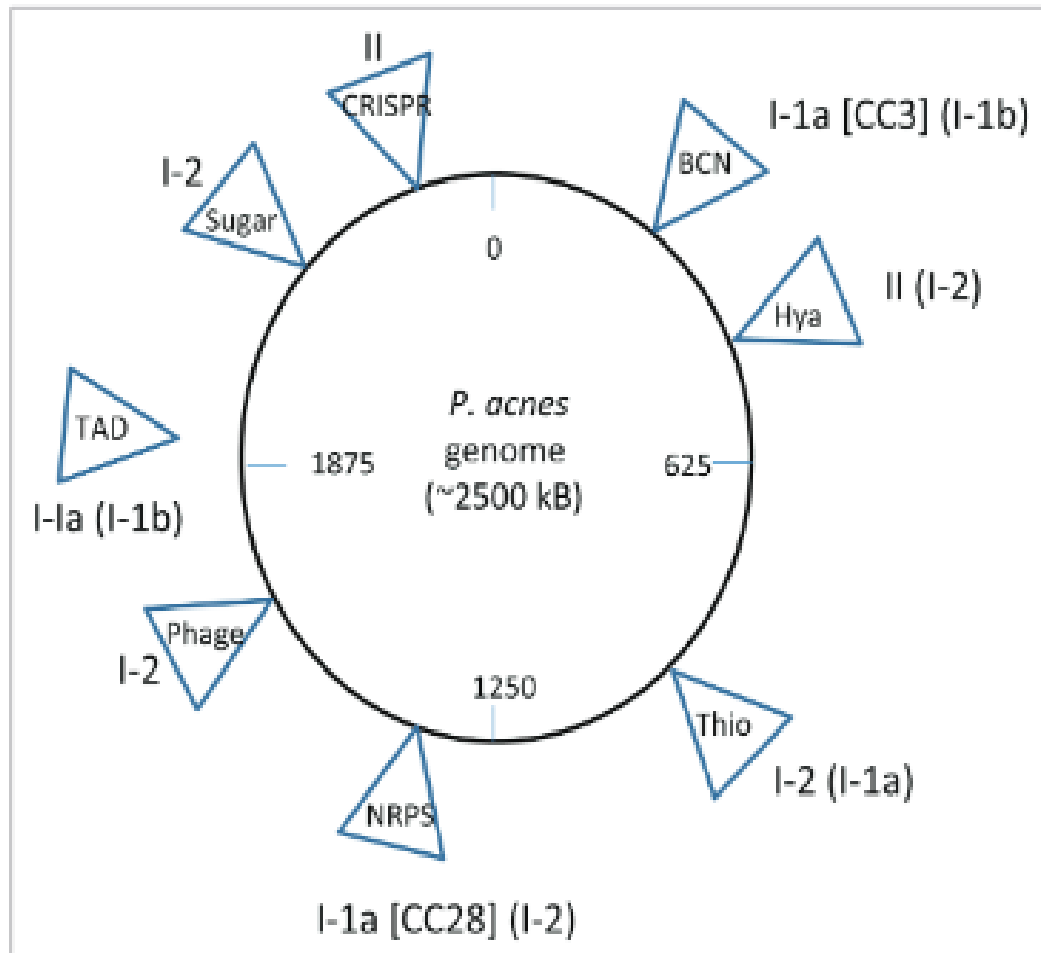 II
CRISPR
I-1a [CC3] (I-1b)
BCN
I-2
Sugar
0
Hya
II (I-2)
P. acnes
genome
(~2500 kB)
TAD
I-Ia (I-1b)
1875
625
Phage
I-2
1250
Thio
I-2 (I-1a)
NRPS
I-1a [CC28] (I-2)